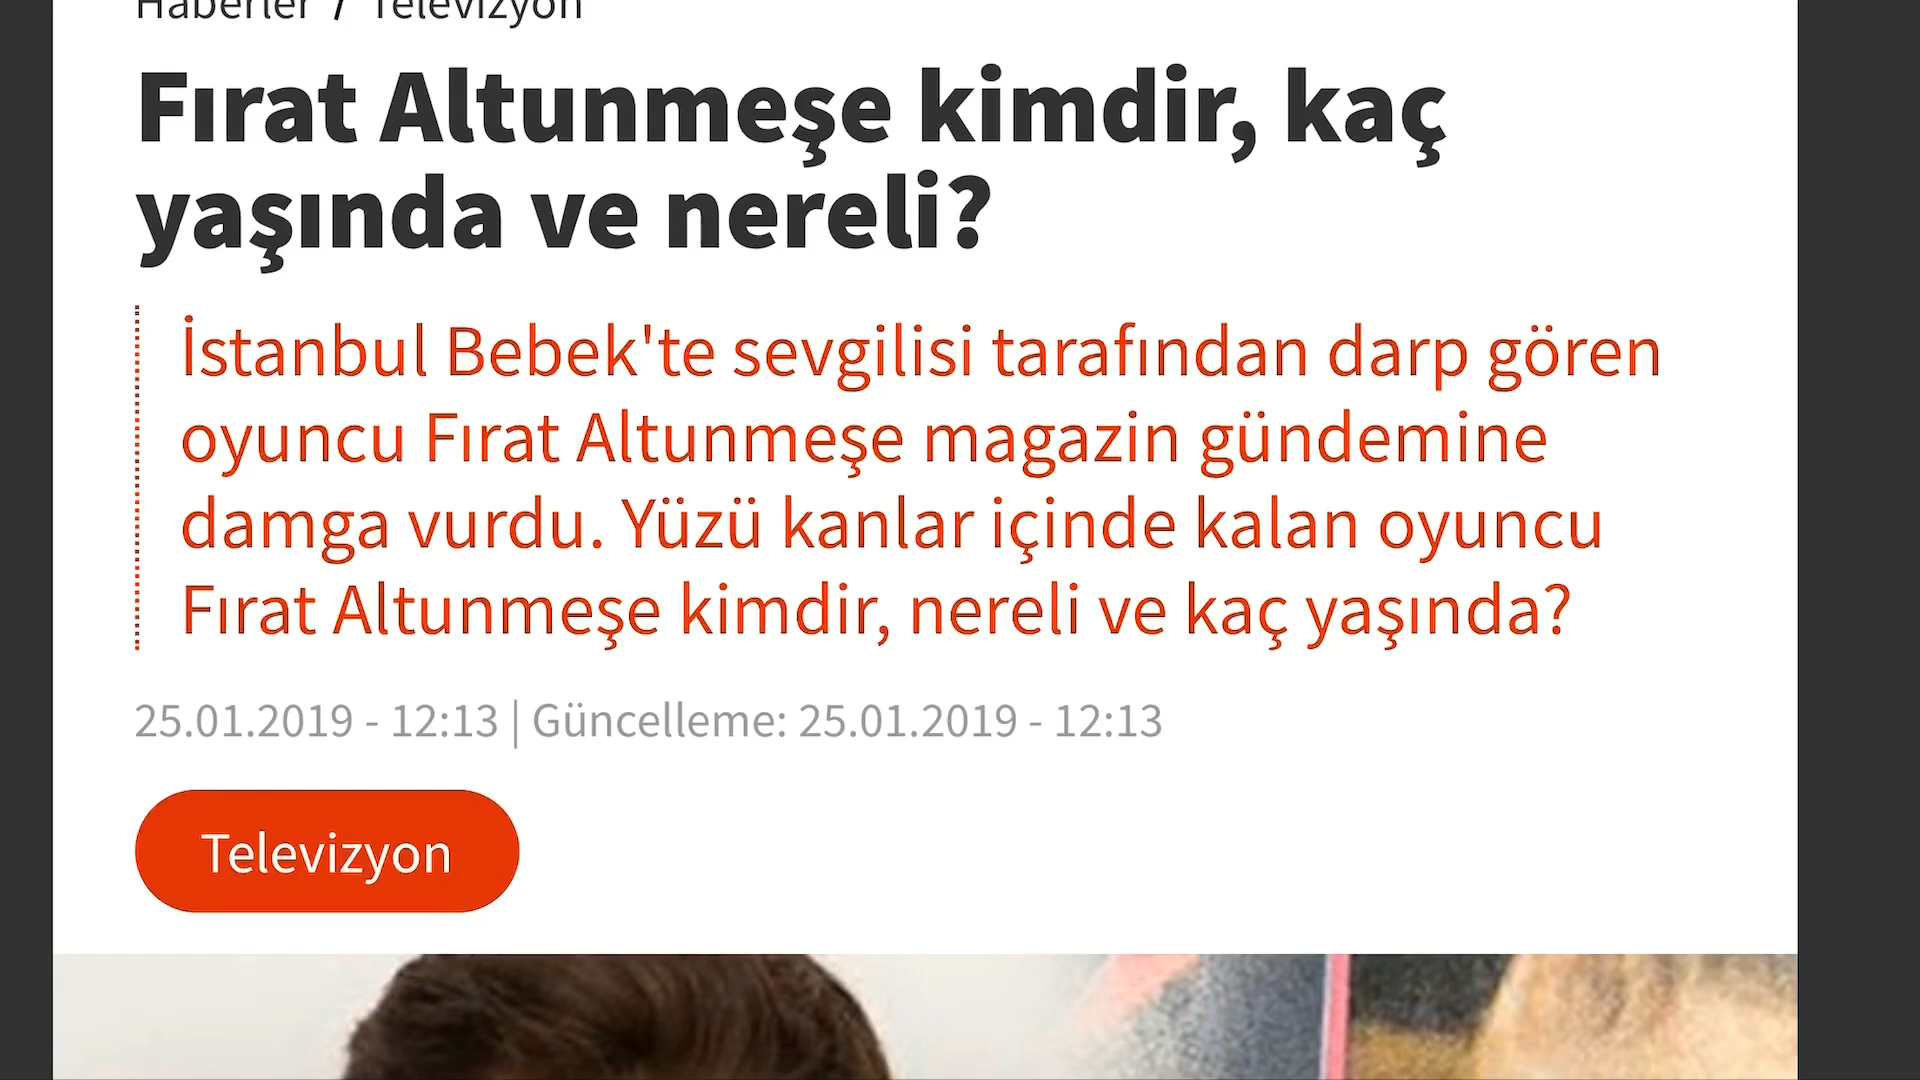 Haberler / Televizyon
Fırat Altunmeşe kimdir, kaç
yaşında ve nereli?
İstanbul Bebek'te sevgilisi tarafından darp gören
oyuncu Fırat Altunmeşe magazin gündemine
damga vurdu. Yüzü kanlar içinde kalan oyuncu
Fırat Altunmeşe kimdir, nereli ve kaç yaşında?
25.01.2019 - 12:13 | Güncelleme: 25.01.2019 - 12:13
Televizyon